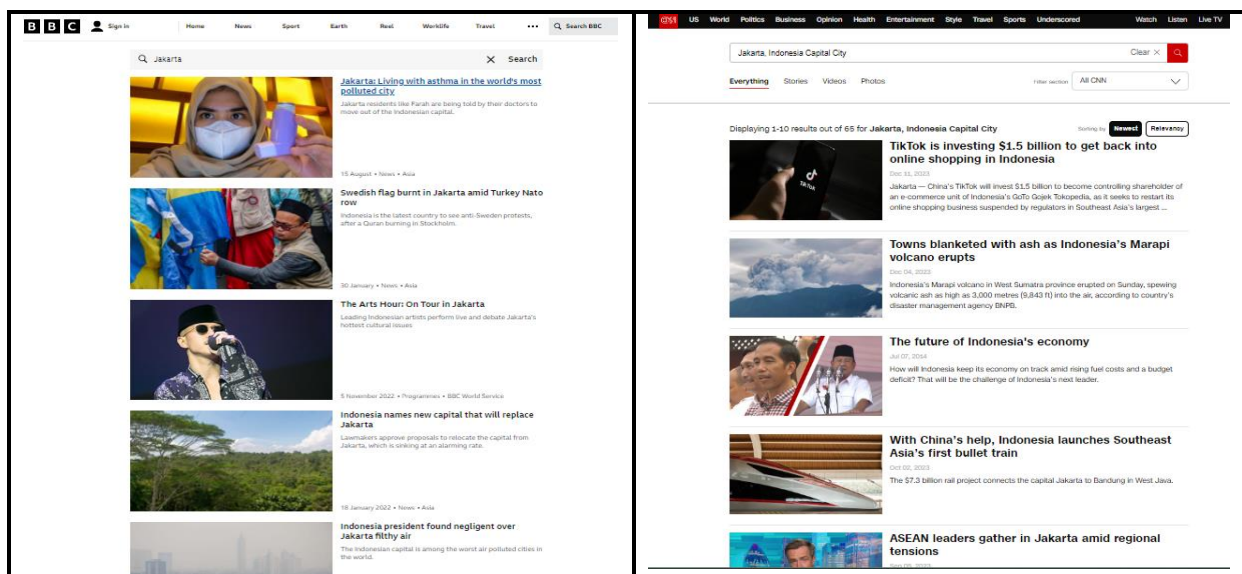 BBC
Sign in
Home News Sport Earth Reel Worklife Travel ••• Search BBC
Jakarta Search
Jakarta: Living with asthma in the world's most
polluted city
Jakarta residents like Farah are being told by their doctors to
move out of the Indonesian capital.
15 August • News • Asia
Swedish flag burnt in Jakarta amid Turkey Nato
row
Indonesia is the latest country to see anti-Sweden protests,
after a Quran burning in Stockholm.
30 January • News • Asia
The Arts Hour: On Tour in Jakarta
Leading Indonesian artists perform live and debate Jakarta's
hottest cultural issues
5 November 2022 • Programmes • BBC World Service
Indonesia names new capital that will replace
Jakarta
Lawmakers approve proposals to relocate the capital from
Jakarta, which is sinking at an alarming rate.
18 January 2022 • News • Asia
Indonesia president found negligent over
Jakarta filthy air
The Indonesian capital is among the worst air polluted cities in
the world.
CNN US World Politics Business Opinion Health Entertainment Style Travel Sports Underscored Watch Listen Live TV
Jakarta, Indonesia Capital City Clear ×
Everything Stories Videos Photos Filter section All CNN
Displaying 1-10 results out of 65 for Jakarta, Indonesia Capital City Sorting by Newest Relevancy
TikTok
TikTok is investing $1.5 billion to get back into
online shopping in Indonesia
Dec 11, 2023
Jakarta — China's TikTok will invest $1.5 billion to become controlling shareholder of
an e-commerce unit of Indonesia's GoTo Gojek Tokopedia, as it seeks to restart its
online shopping business suspended by regulators in Southeast Asia's largest ...
Towns blanketed with ash as Indonesia's Marapi
volcano erupts
Dec 04, 2023
Indonesia's Marapi volcano in West Sumatra province erupted on Sunday, spewing
volcanic ash as high as 3,000 metres (9,843 ft) into the air, according to country's
disaster management agency BNPB.
The future of Indonesia's economy
Jul 07, 2014
How will Indonesia keep its economy on track amid rising fuel costs and a budget
deficit? That will be the challenge of Indonesia's next leader.
With China's help, Indonesia launches Southeast
Asia's first bullet train
Oct 02, 2023
The $7.3 billion rail project connects the capital Jakarta to Bandung in West Java.
ASEAN leaders gather in Jakarta amid regional
tensions
Sep 05, 2023